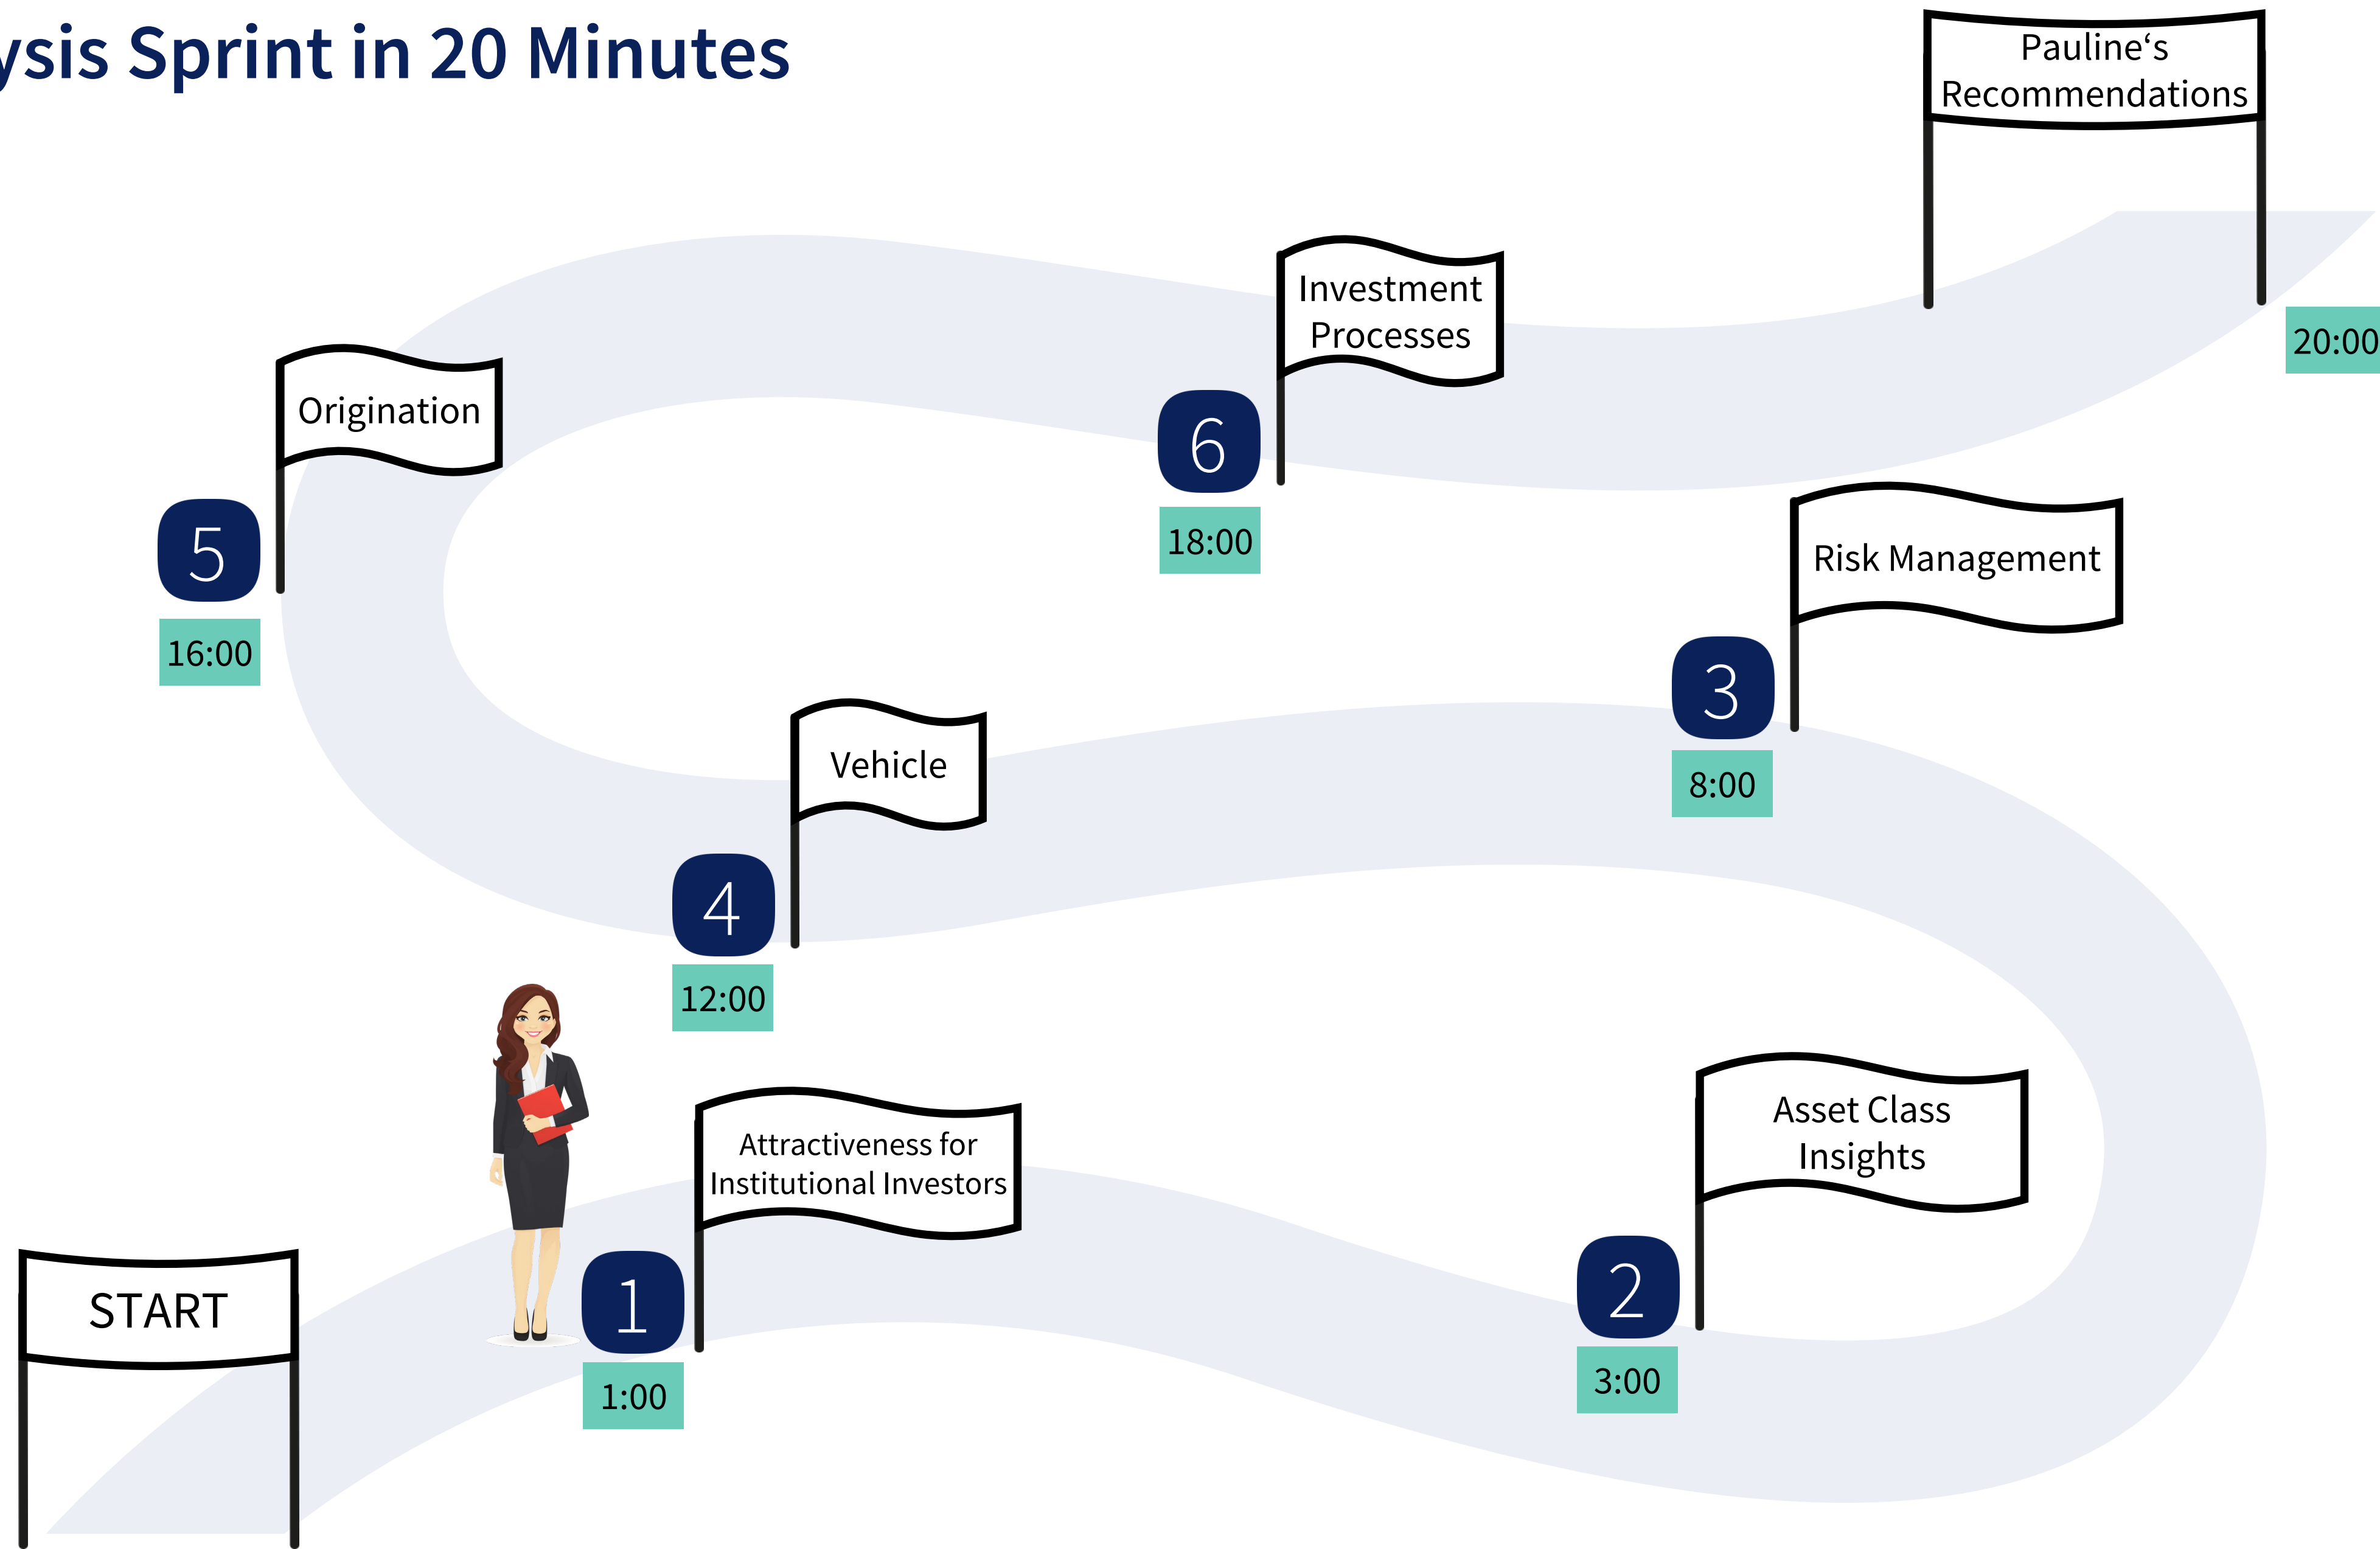 ysis Sprint in 20 Minutes
Pauline‘s
Recommendations
20:00
Investment
Processes
6
18:00
Origination
5
16:00
Risk Management
3
8:00
Vehicle
4
12:00
Asset Class
Insights
2
3:00
Attractiveness for
Institutional Investors
1
1:00
START